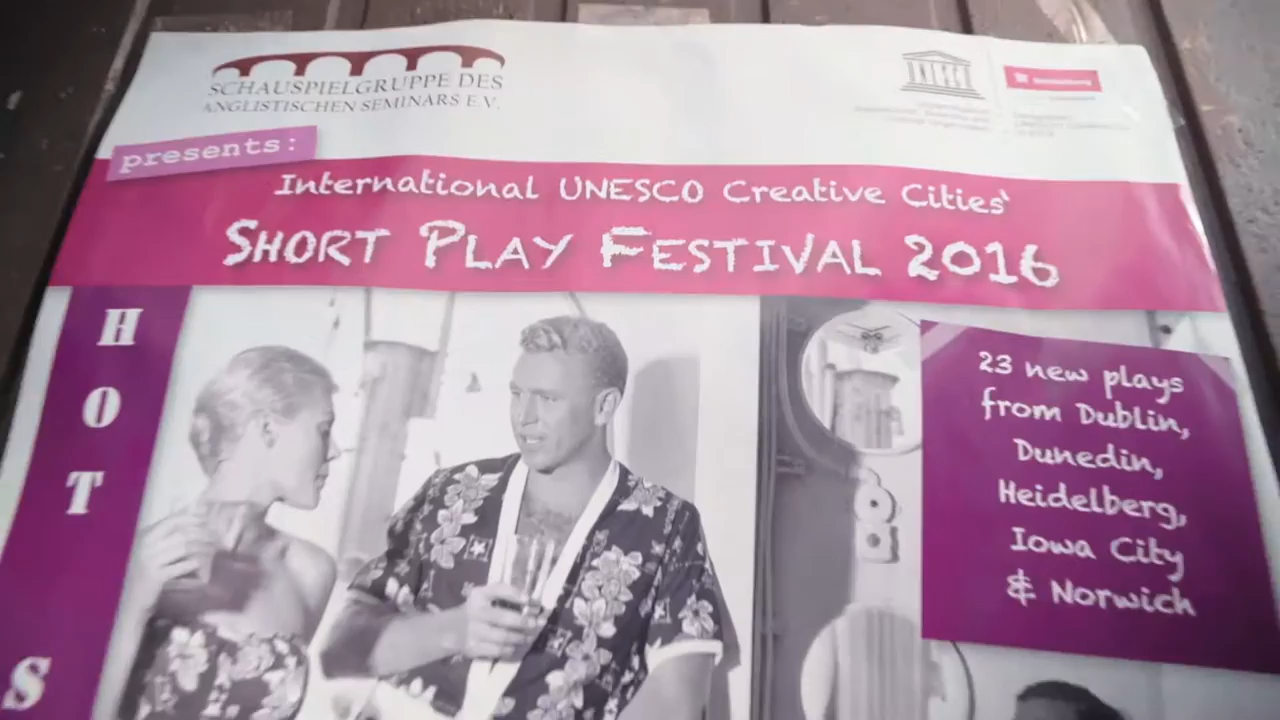 SCHAUSPIELGRUPPE DES
ANGLISTISCHEN SEMINARS E.V.
presents:
International UNESCO Creative Cities'
SHORT PLAY FESTIVAL 2016
H
O
T
S
23 new plays
from Dublin,
Dunedin,
Heidelberg,
Iowa City
& Norwich